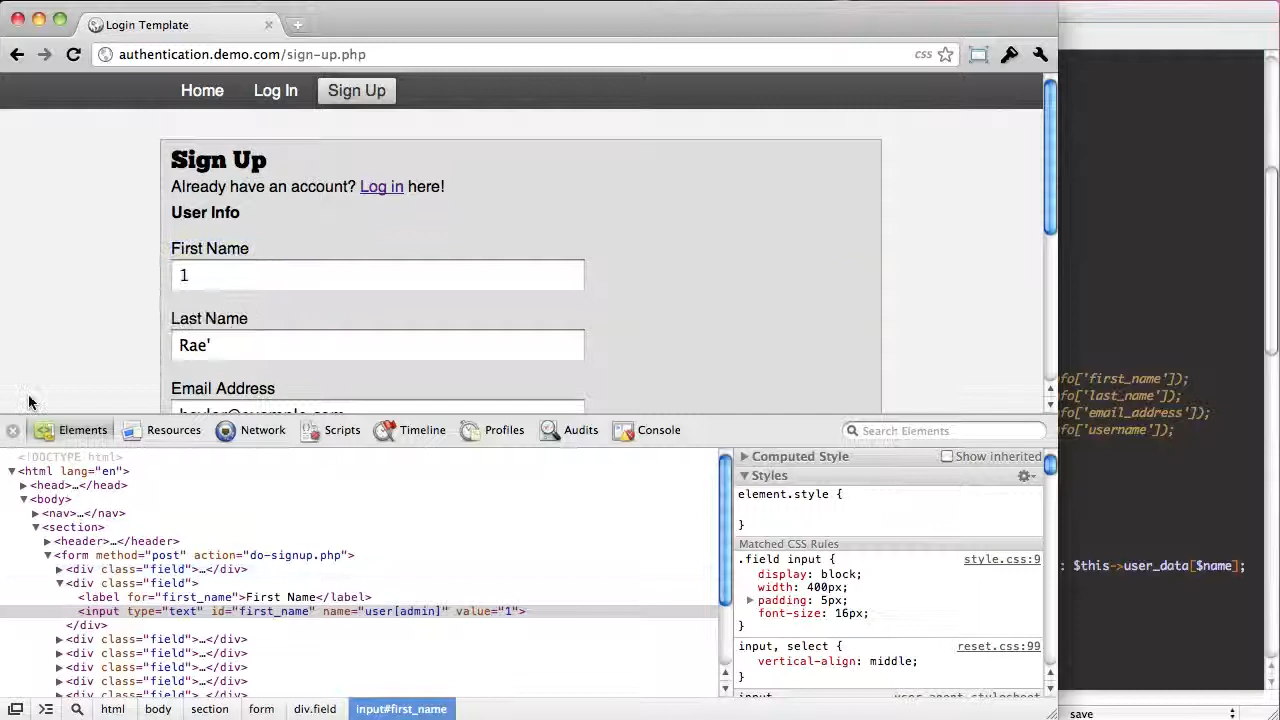 Login Template
authentication.demo.com/sign-up.php
css
Home
Log In
Sign Up
Sign Up
Already have an account? Log in here!
User Info
First Name
1
Last Name
Rae'
Email Address
fo['first_name']);
fo['last_name']);
fo['email_address']);
fo['username']);
: $this->user_data[$name];
save
Elements
Resources
Network
Scripts
Timeline
Profiles
Audits
Console
Search Elements
<!DOCTYPE html>
<html lang="en">
<head>…</head>
<body>
<nav>…</nav>
<section>
<header>…</header>
<form method="post" action="do-signup.php">
<div class="field">…</div>
<div class="field">
<label for="first_name">First Name</label>
<input type="text" id="first_name" name="user[admin]" value="1">
</div>
<div class="field">…</div>
<div class="field">…</div>
<div class="field">…</div>
<div class="field">…</div>
<div class="field">…</div>
Computed Style
Show inherited
Styles
element.style {
}
Matched CSS Rules
.field input {
style.css:9
display: block;
width: 400px;
padding: 5px;
font-size: 16px;
}
input, select {
reset.css:99
vertical-align: middle;
}
html
body
section
form
div.field
input#first_name